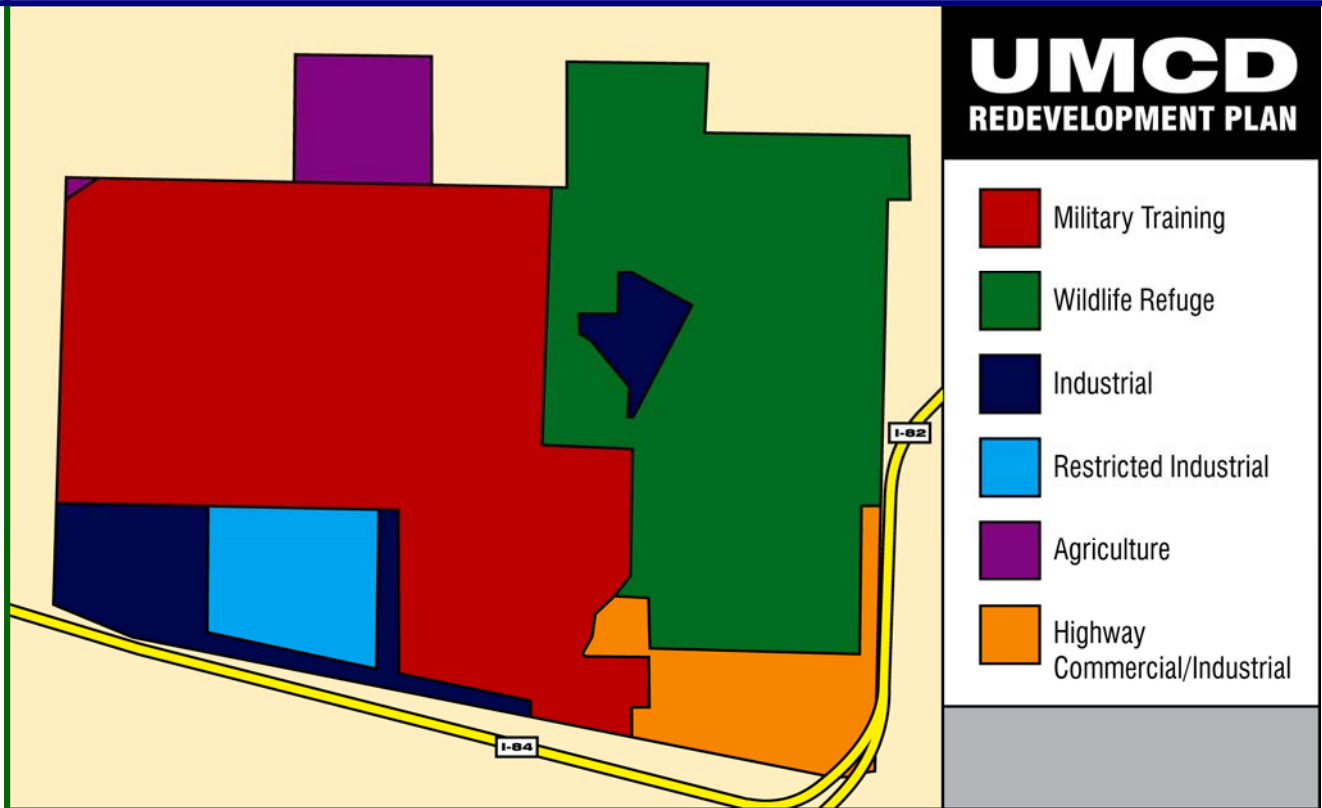 UMCD
REDEVELOPMENT PLAN
Military Training
Wildlife Refuge
Industrial
Restricted Industrial
Agriculture
Highway
Commercial/Industrial
I-82
I-84